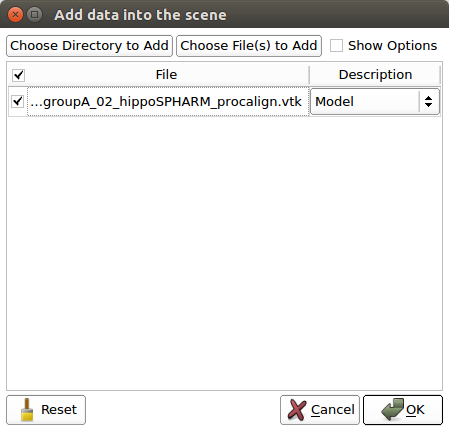 Add data into the scene
Choose Directory to Add Choose File(s) to Add Show Options
File Description
...groupA_02_hippoSPHARM_procalign.vtk Model
Reset Cancel OK